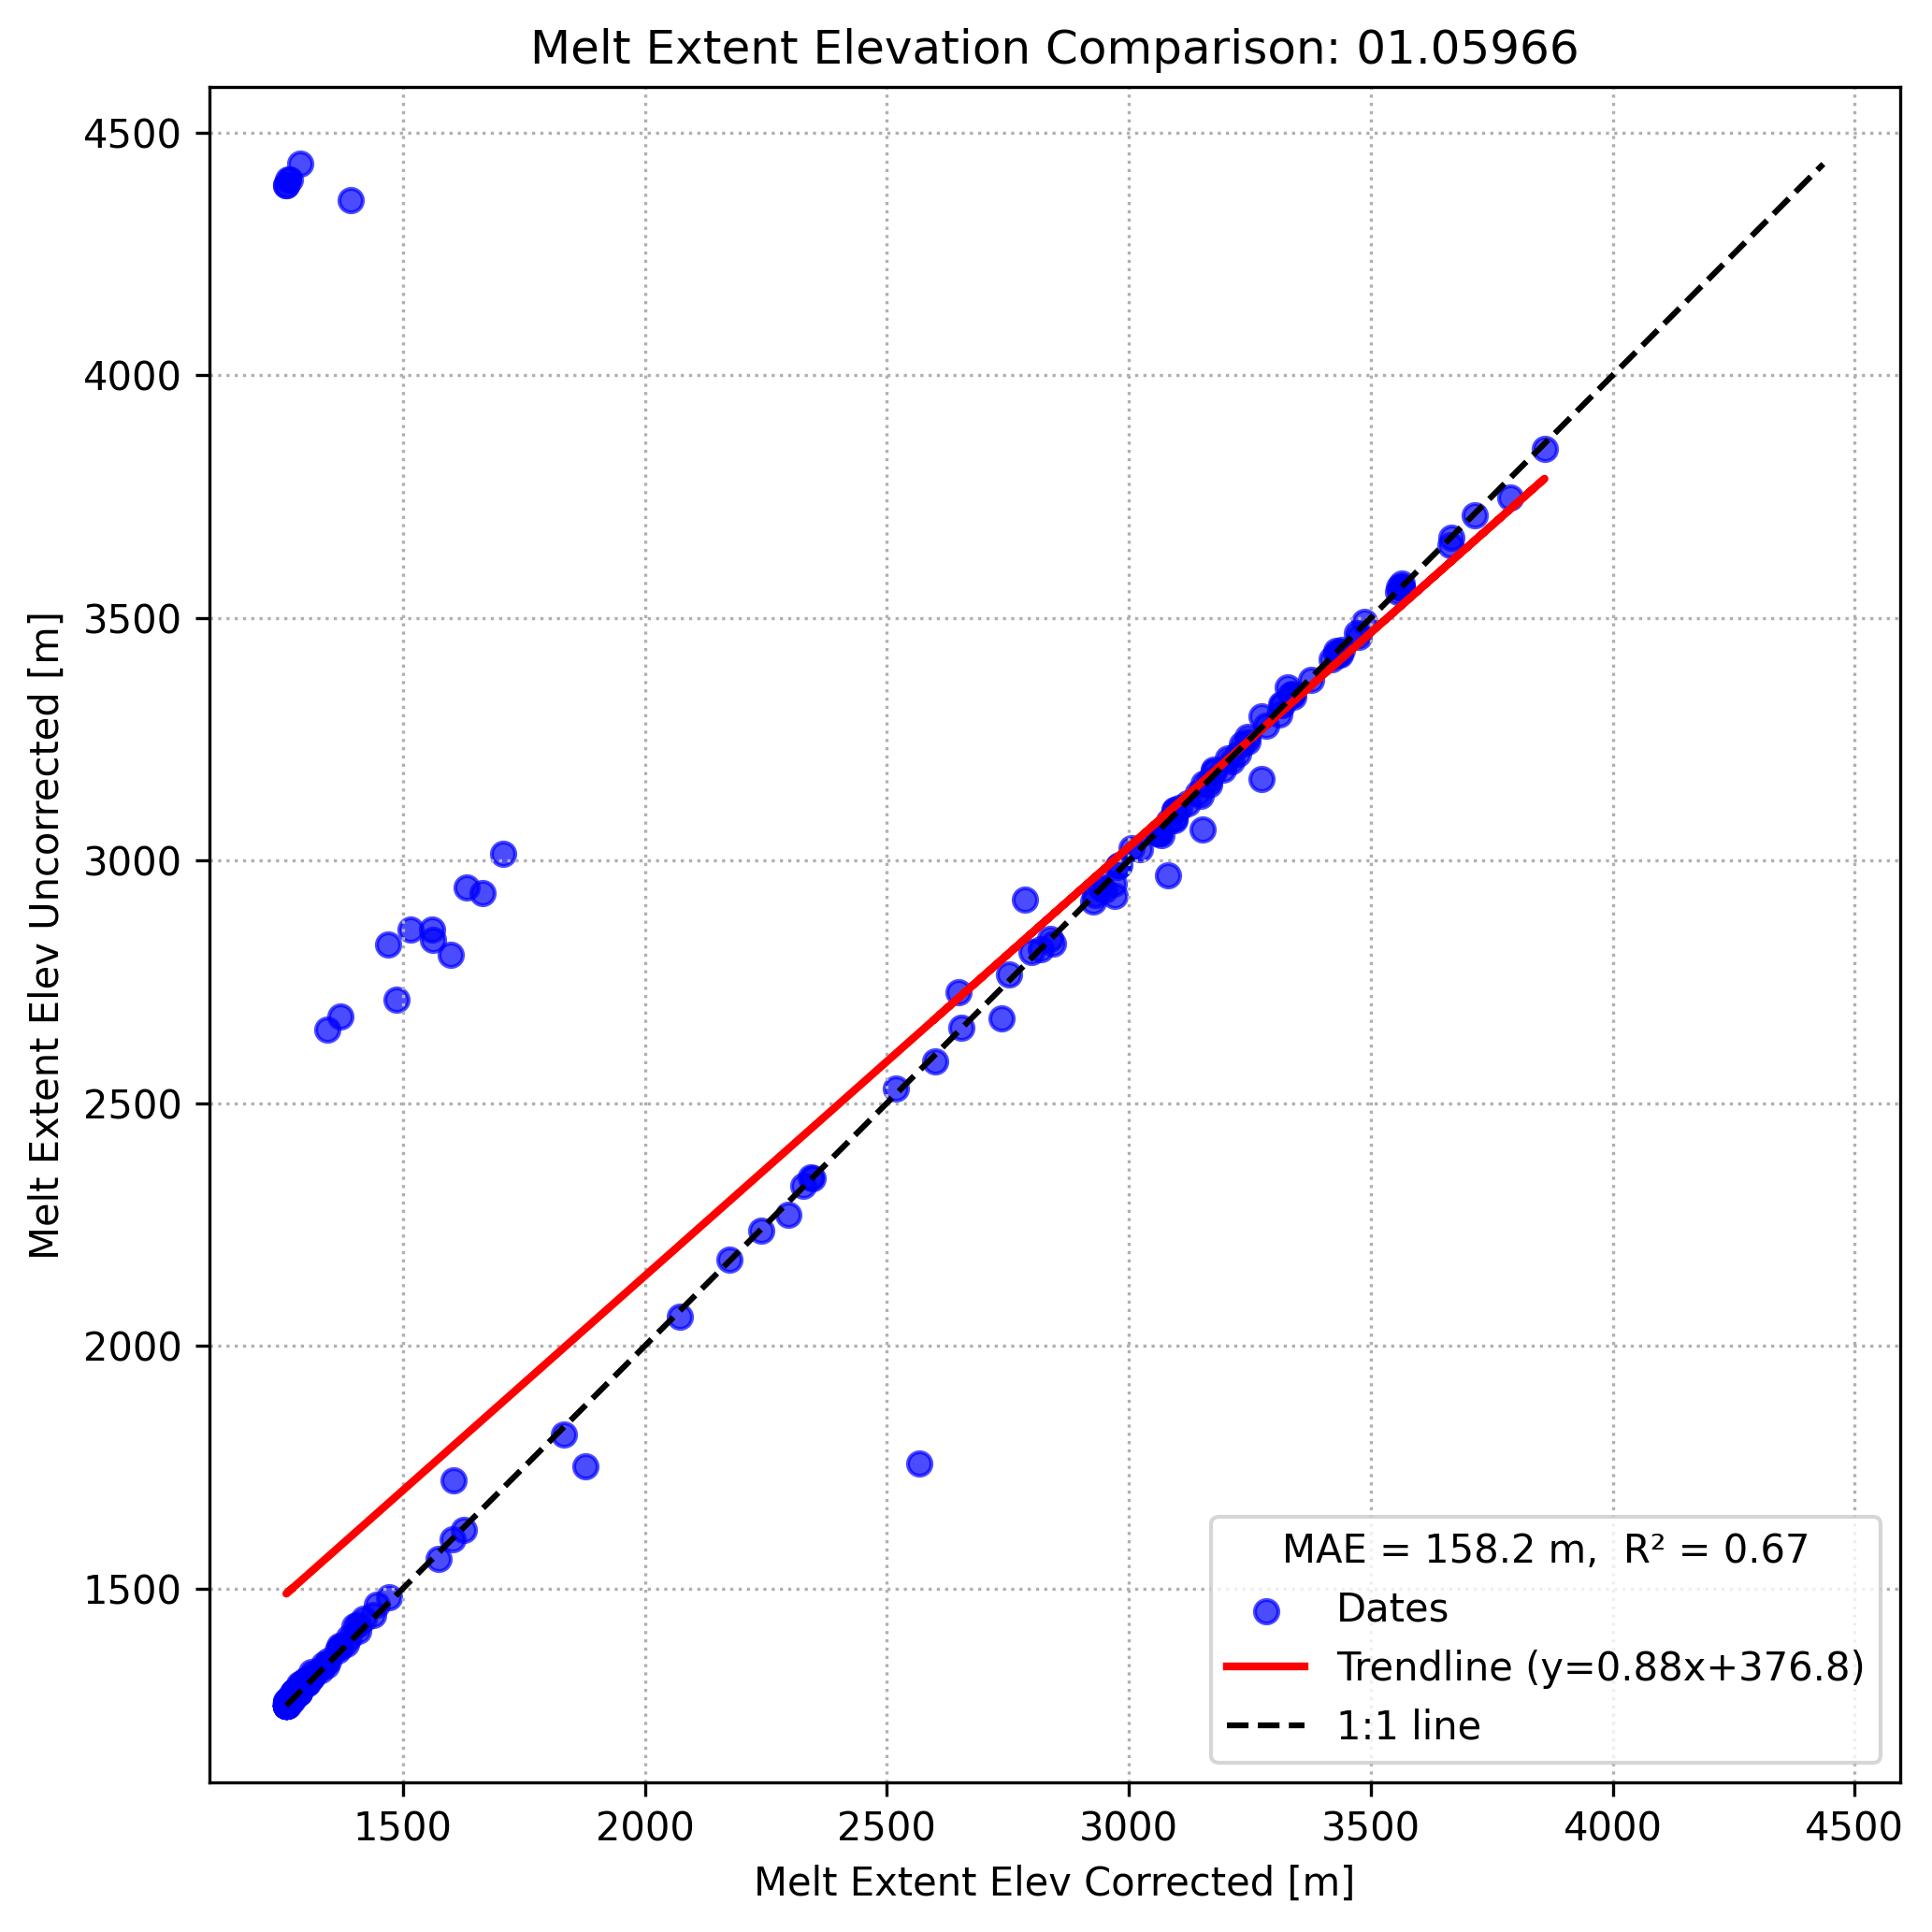 Melt Extent Elevation Comparison: 01.05966
4500
4000
3500
3000
2500
2000
1500
Melt Extent Elev Uncorrected [m]
MAE = 158.2 m,  R² = 0.67
Dates
Trendline (y=0.88x+376.8)
1:1 line
1500 2000 2500 3000 3500 4000 4500
Melt Extent Elev Corrected [m]